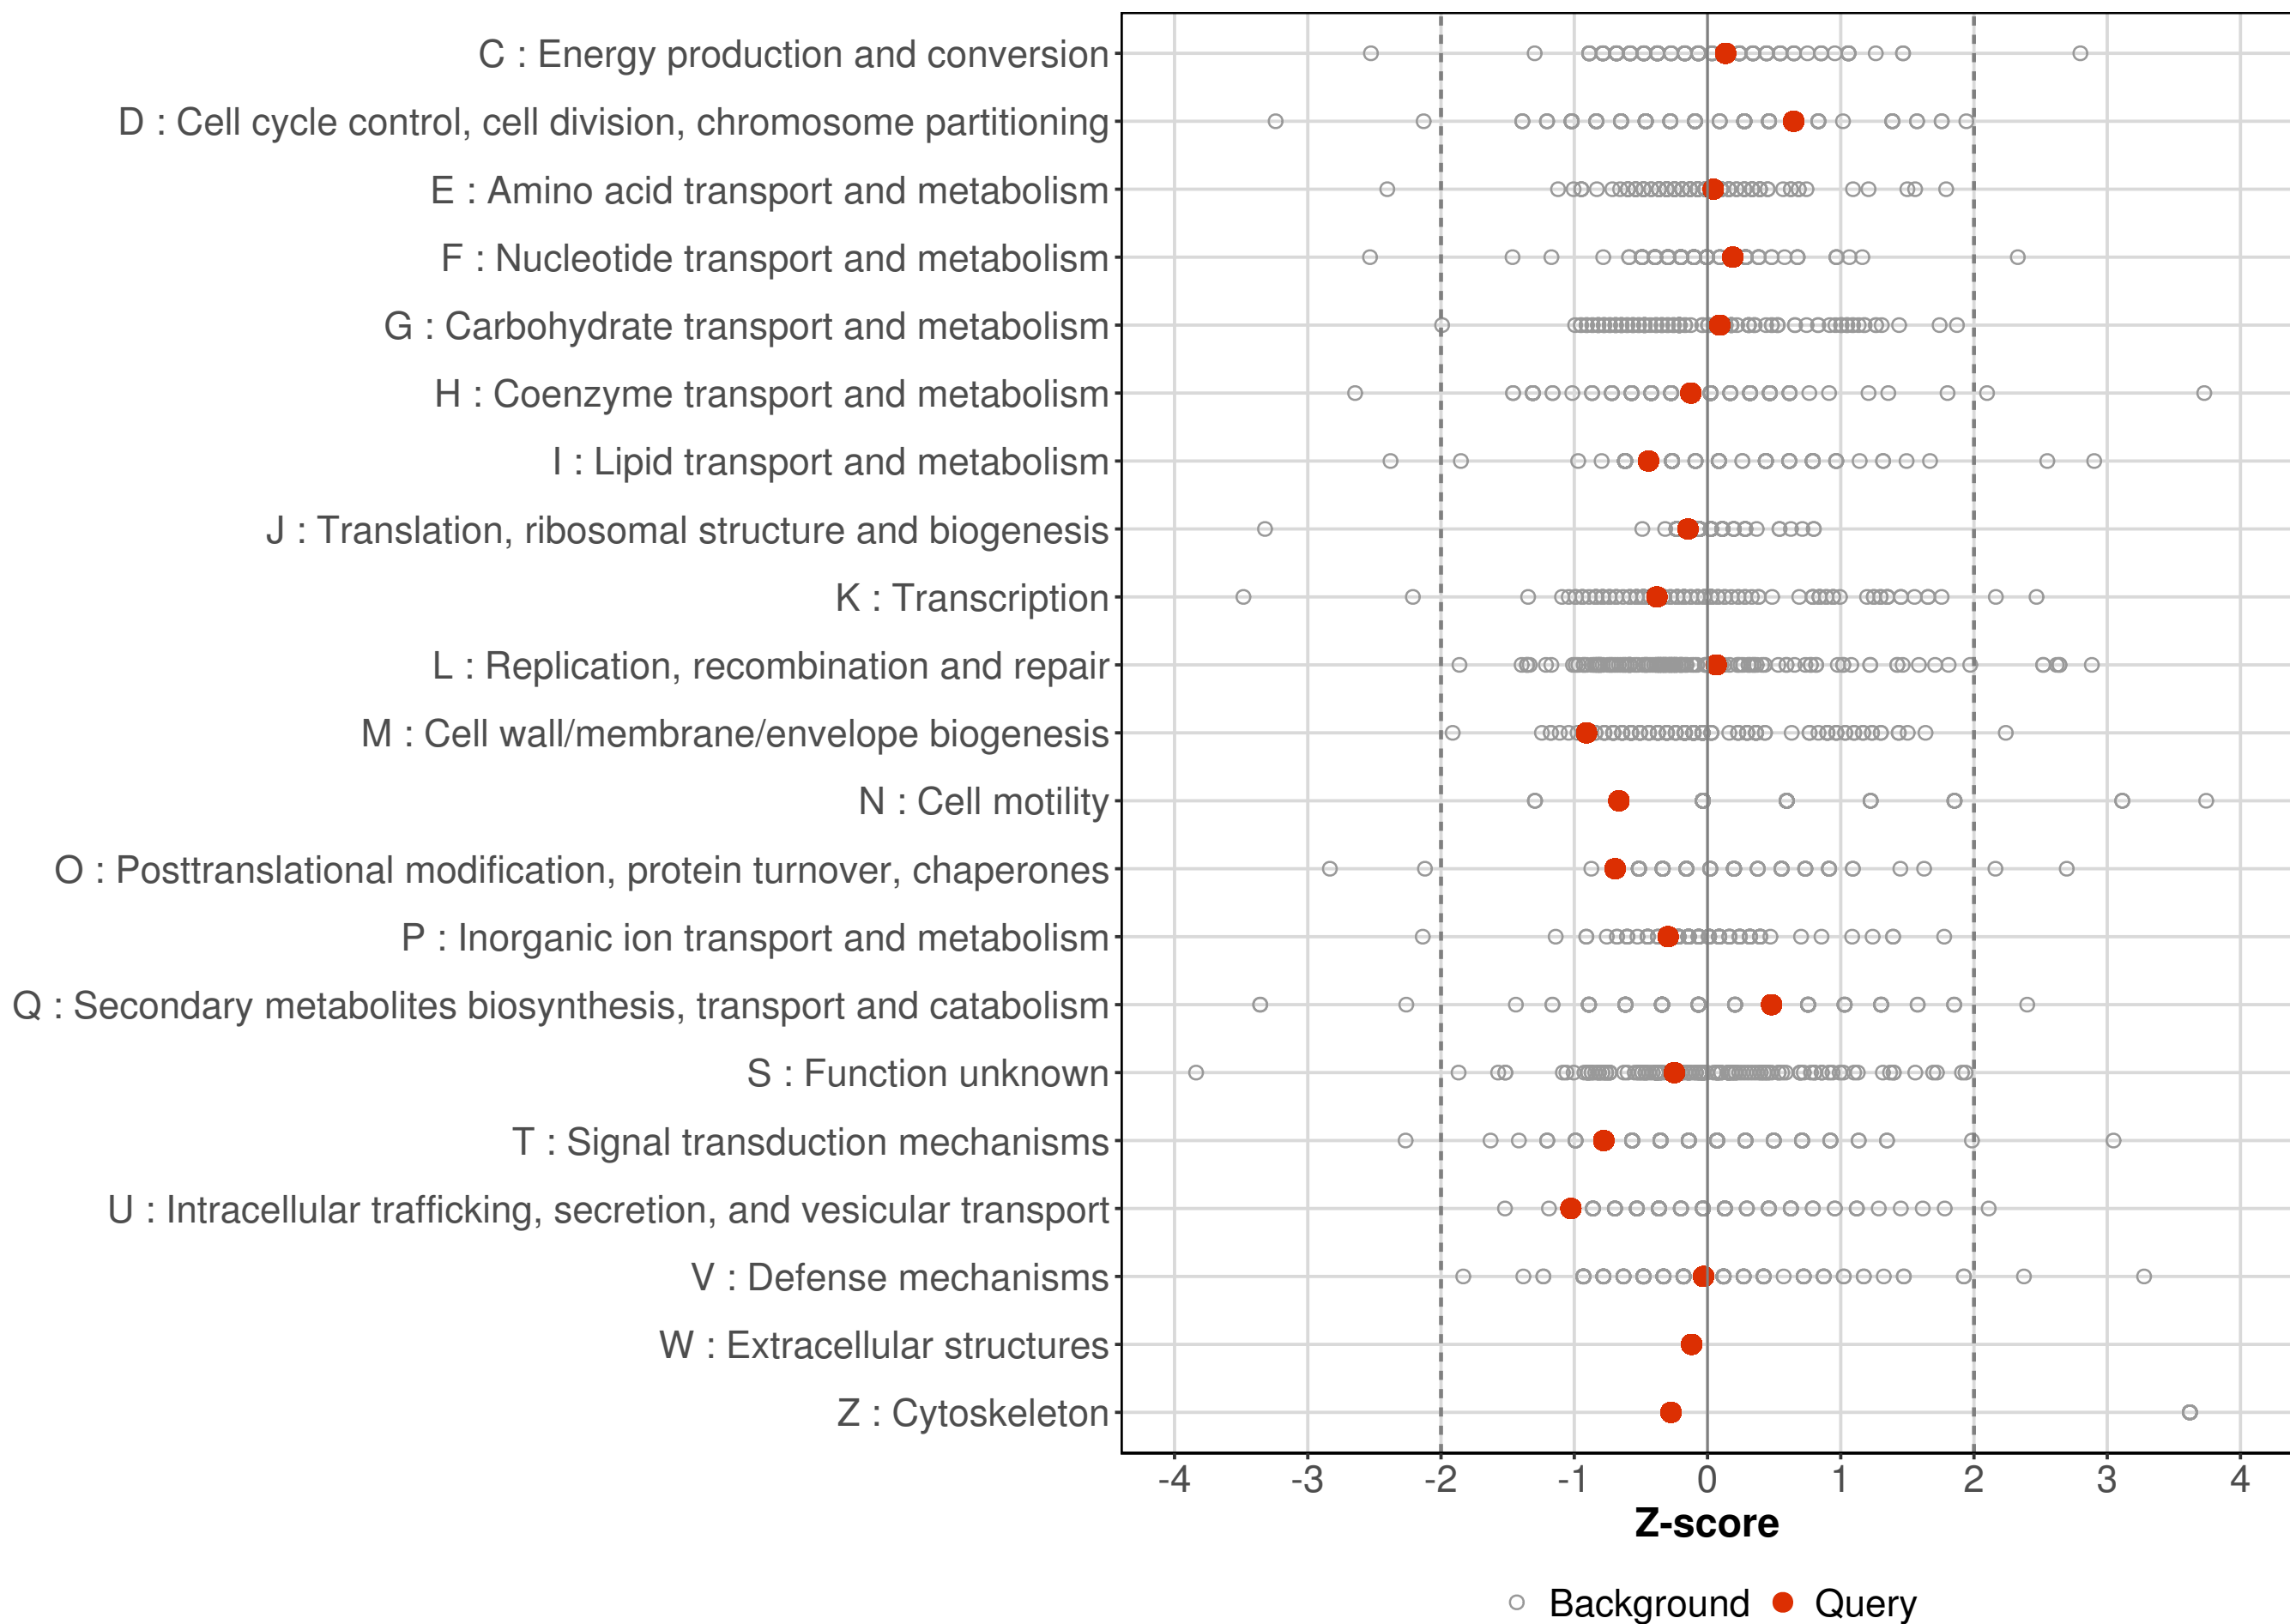 C : Energy production and conversion
D : Cell cycle control, cell division, chromosome partitioning
E : Amino acid transport and metabolism
F : Nucleotide transport and metabolism
G : Carbohydrate transport and metabolism
H : Coenzyme transport and metabolism
I : Lipid transport and metabolism
J : Translation, ribosomal structure and biogenesis
K : Transcription
L : Replication, recombination and repair
M : Cell wall/membrane/envelope biogenesis
N : Cell motility
O : Posttranslational modification, protein turnover, chaperones
P : Inorganic ion transport and metabolism
Q : Secondary metabolites biosynthesis, transport and catabolism
S : Function unknown
T : Signal transduction mechanisms
U : Intracellular trafficking, secretion, and vesicular transport
V : Defense mechanisms
W : Extracellular structures
Z : Cytoskeleton
-4 -3 -2 -1 0 1 2 3 4
Z-score
Background Query